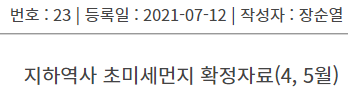 번호 : 23 | 등록일 : 2021-07-12 | 작성자 : 장순열
지하역사 초미세먼지 확정자료(4, 5월)